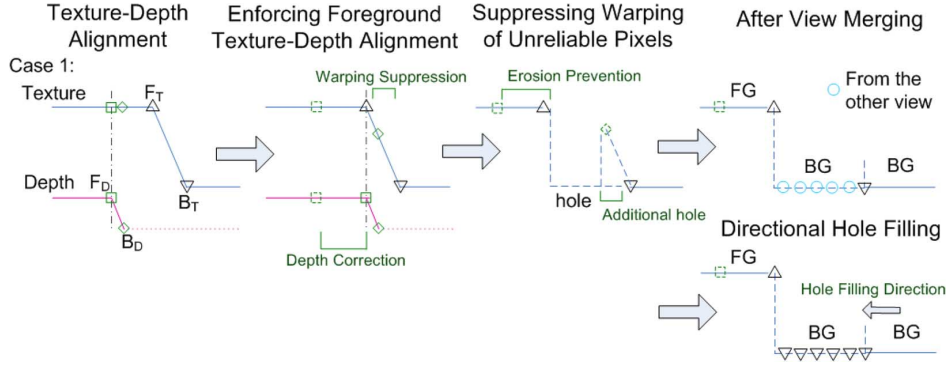 Texture-Depth
Alignment
Enforcing Foreground
Texture-Depth Alignment
Suppressing Warping
of Unreliable Pixels
After View Merging
Case 1:
Texture
F_T
Depth
F_D
B_T
B_D
Warping Suppression
Depth Correction
Erosion Prevention
hole
Additional hole
FG
From the
other view
BG
BG
Directional Hole Filling
FG
Hole Filling Direction
BG
BG